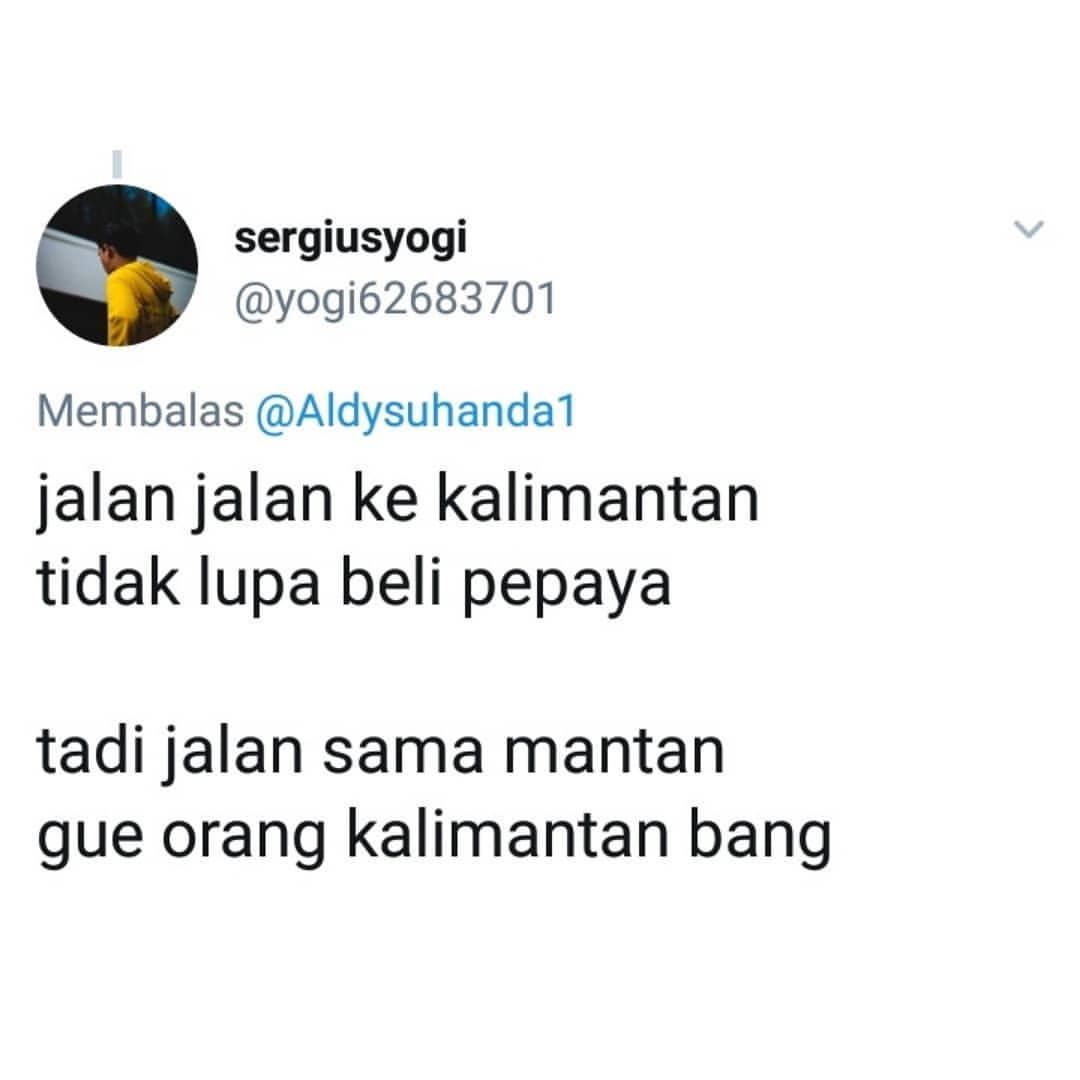 sergiusyogi
@yogi62683701
Membalas @Aldysuhanda1
jalan jalan ke kalimantan
tidak lupa beli pepaya
tadi jalan sama mantan
gue orang kalimantan bang